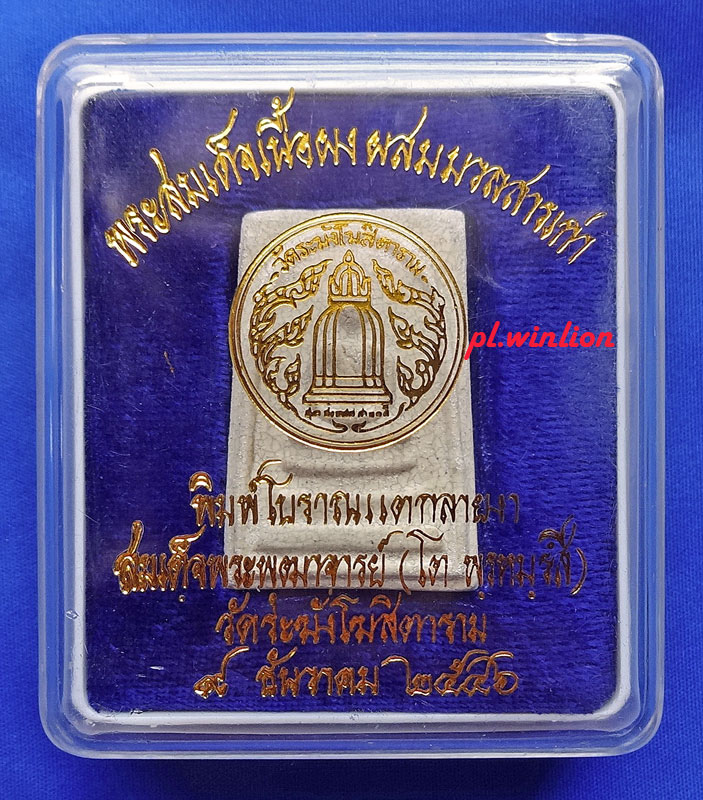 พระสมเด็จเนื้อผง ผสมมวลสารเก่า
วัดระฆังโฆสิตาราม
pl.winlion
พิมพ์โบราณแตกลายงา
สมเด็จพระพุฒาจารย์ (โต พฺรหฺมรํสี)
วัดระฆังโฆสิตาราม
๙ ธันวาคม ๒๕๔๖